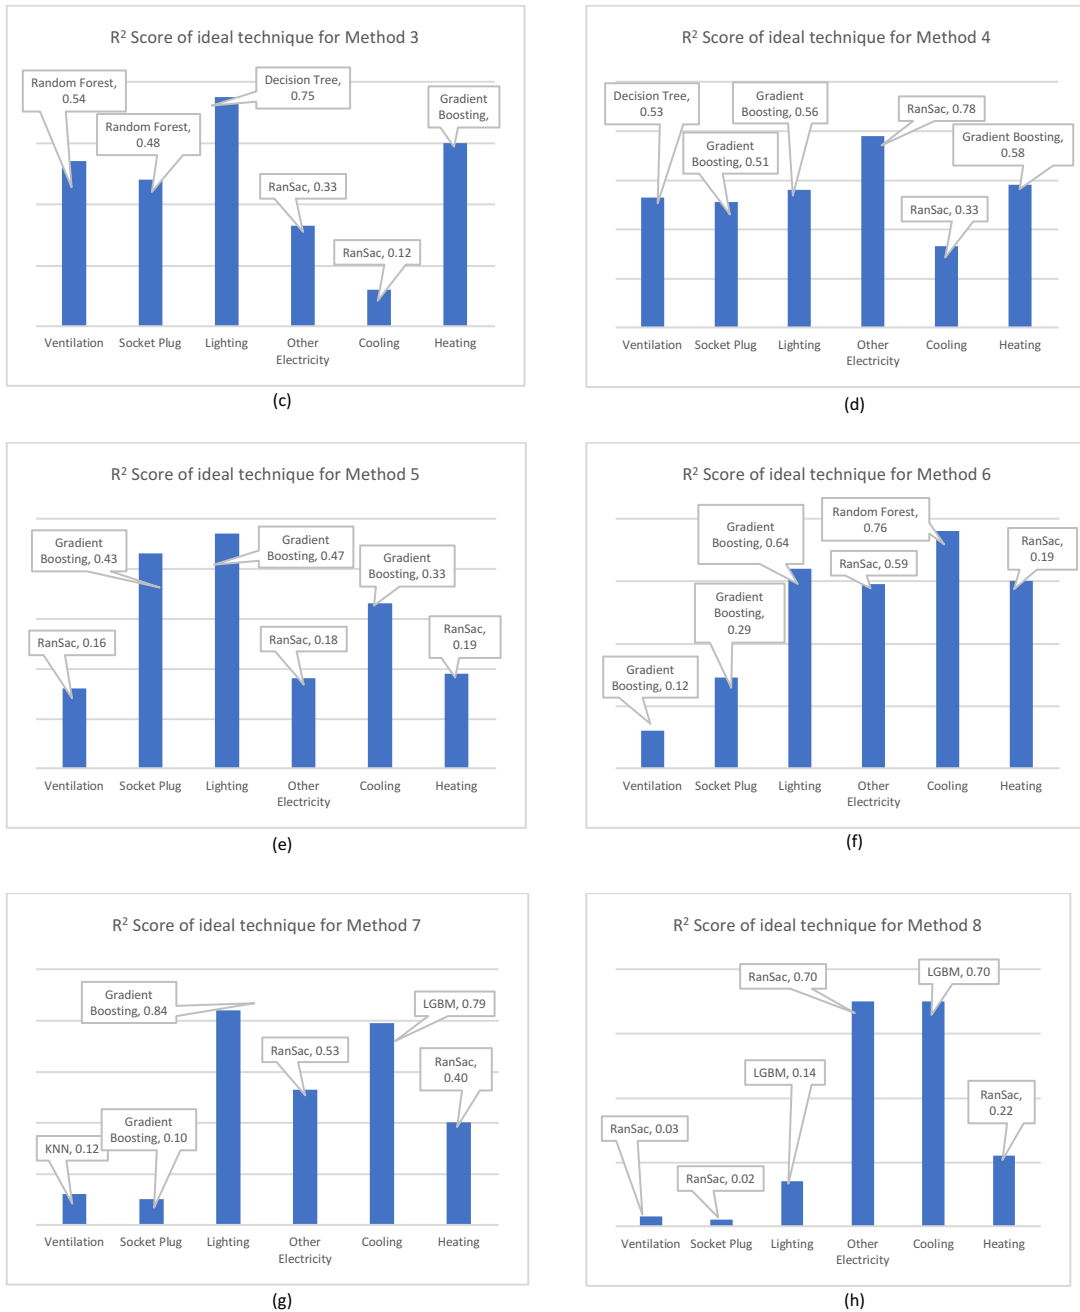 R² Score of ideal technique for Method 3
Random Forest,
0.54
Random Forest,
0.48
Decision Tree,
0.75
RanSac, 0.33
RanSac, 0.12
Gradient
Boosting,
Ventilation
Socket Plug
Lighting
Other
Electricity
Cooling
Heating
(c)
R² Score of ideal technique for Method 4
Decision Tree,
0.53
Gradient
Boosting, 0.51
Gradient
Boosting, 0.56
RanSac, 0.78
RanSac, 0.33
Gradient Boosting,
0.58
Ventilation
Socket Plug
Lighting
Other
Electricity
Cooling
Heating
(d)
R² Score of ideal technique for Method 5
RanSac, 0.16
Gradient
Boosting, 0.43
Gradient
Boosting, 0.47
RanSac, 0.18
Gradient
Boosting, 0.33
RanSac,
0.19
Ventilation
Socket Plug
Lighting
Other
Electricity
Cooling
Heating
(e)
R² Score of ideal technique for Method 6
Gradient
Boosting, 0.12
Gradient
Boosting,
0.29
Gradient
Boosting, 0.64
RanSac, 0.59
Random Forest,
0.76
RanSac,
0.19
Ventilation
Socket Plug
Lighting
Other
Electricity
Cooling
Heating
(f)
R² Score of ideal technique for Method 7
KNN, 0.12
Gradient
Boosting, 0.10
Gradient
Boosting, 0.84
RanSac, 0.53
LGBM, 0.79
RanSac,
0.40
Ventilation
Socket Plug
Lighting
Other
Electricity
Cooling
Heating
(g)
R² Score of ideal technique for Method 8
RanSac, 0.03
RanSac, 0.02
LGBM, 0.14
RanSac, 0.70
LGBM, 0.70
RanSac,
0.22
Ventilation
Socket Plug
Lighting
Other
Electricity
Cooling
Heating
(h)